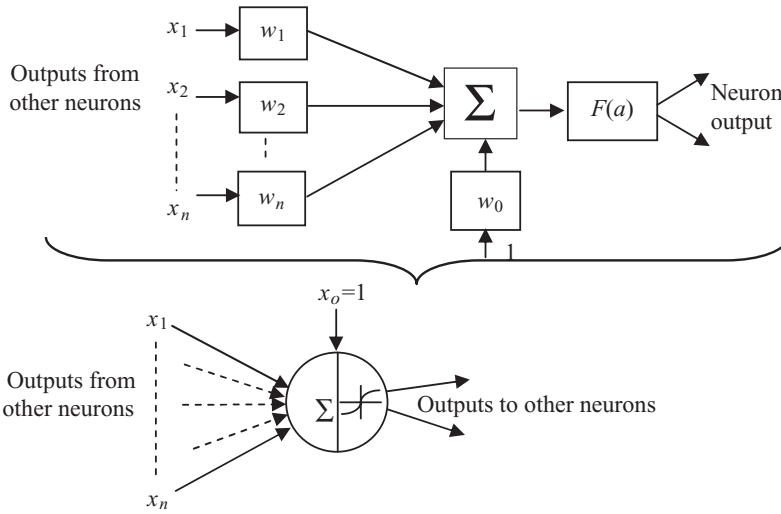 x1
w1
Outputs from
other neurons
x2
w2
Σ
F(a)
Neuron
output
xn
wn
w0
1
xo=1
x1
Outputs from
other neurons
Σ
Outputs to other neurons
xn